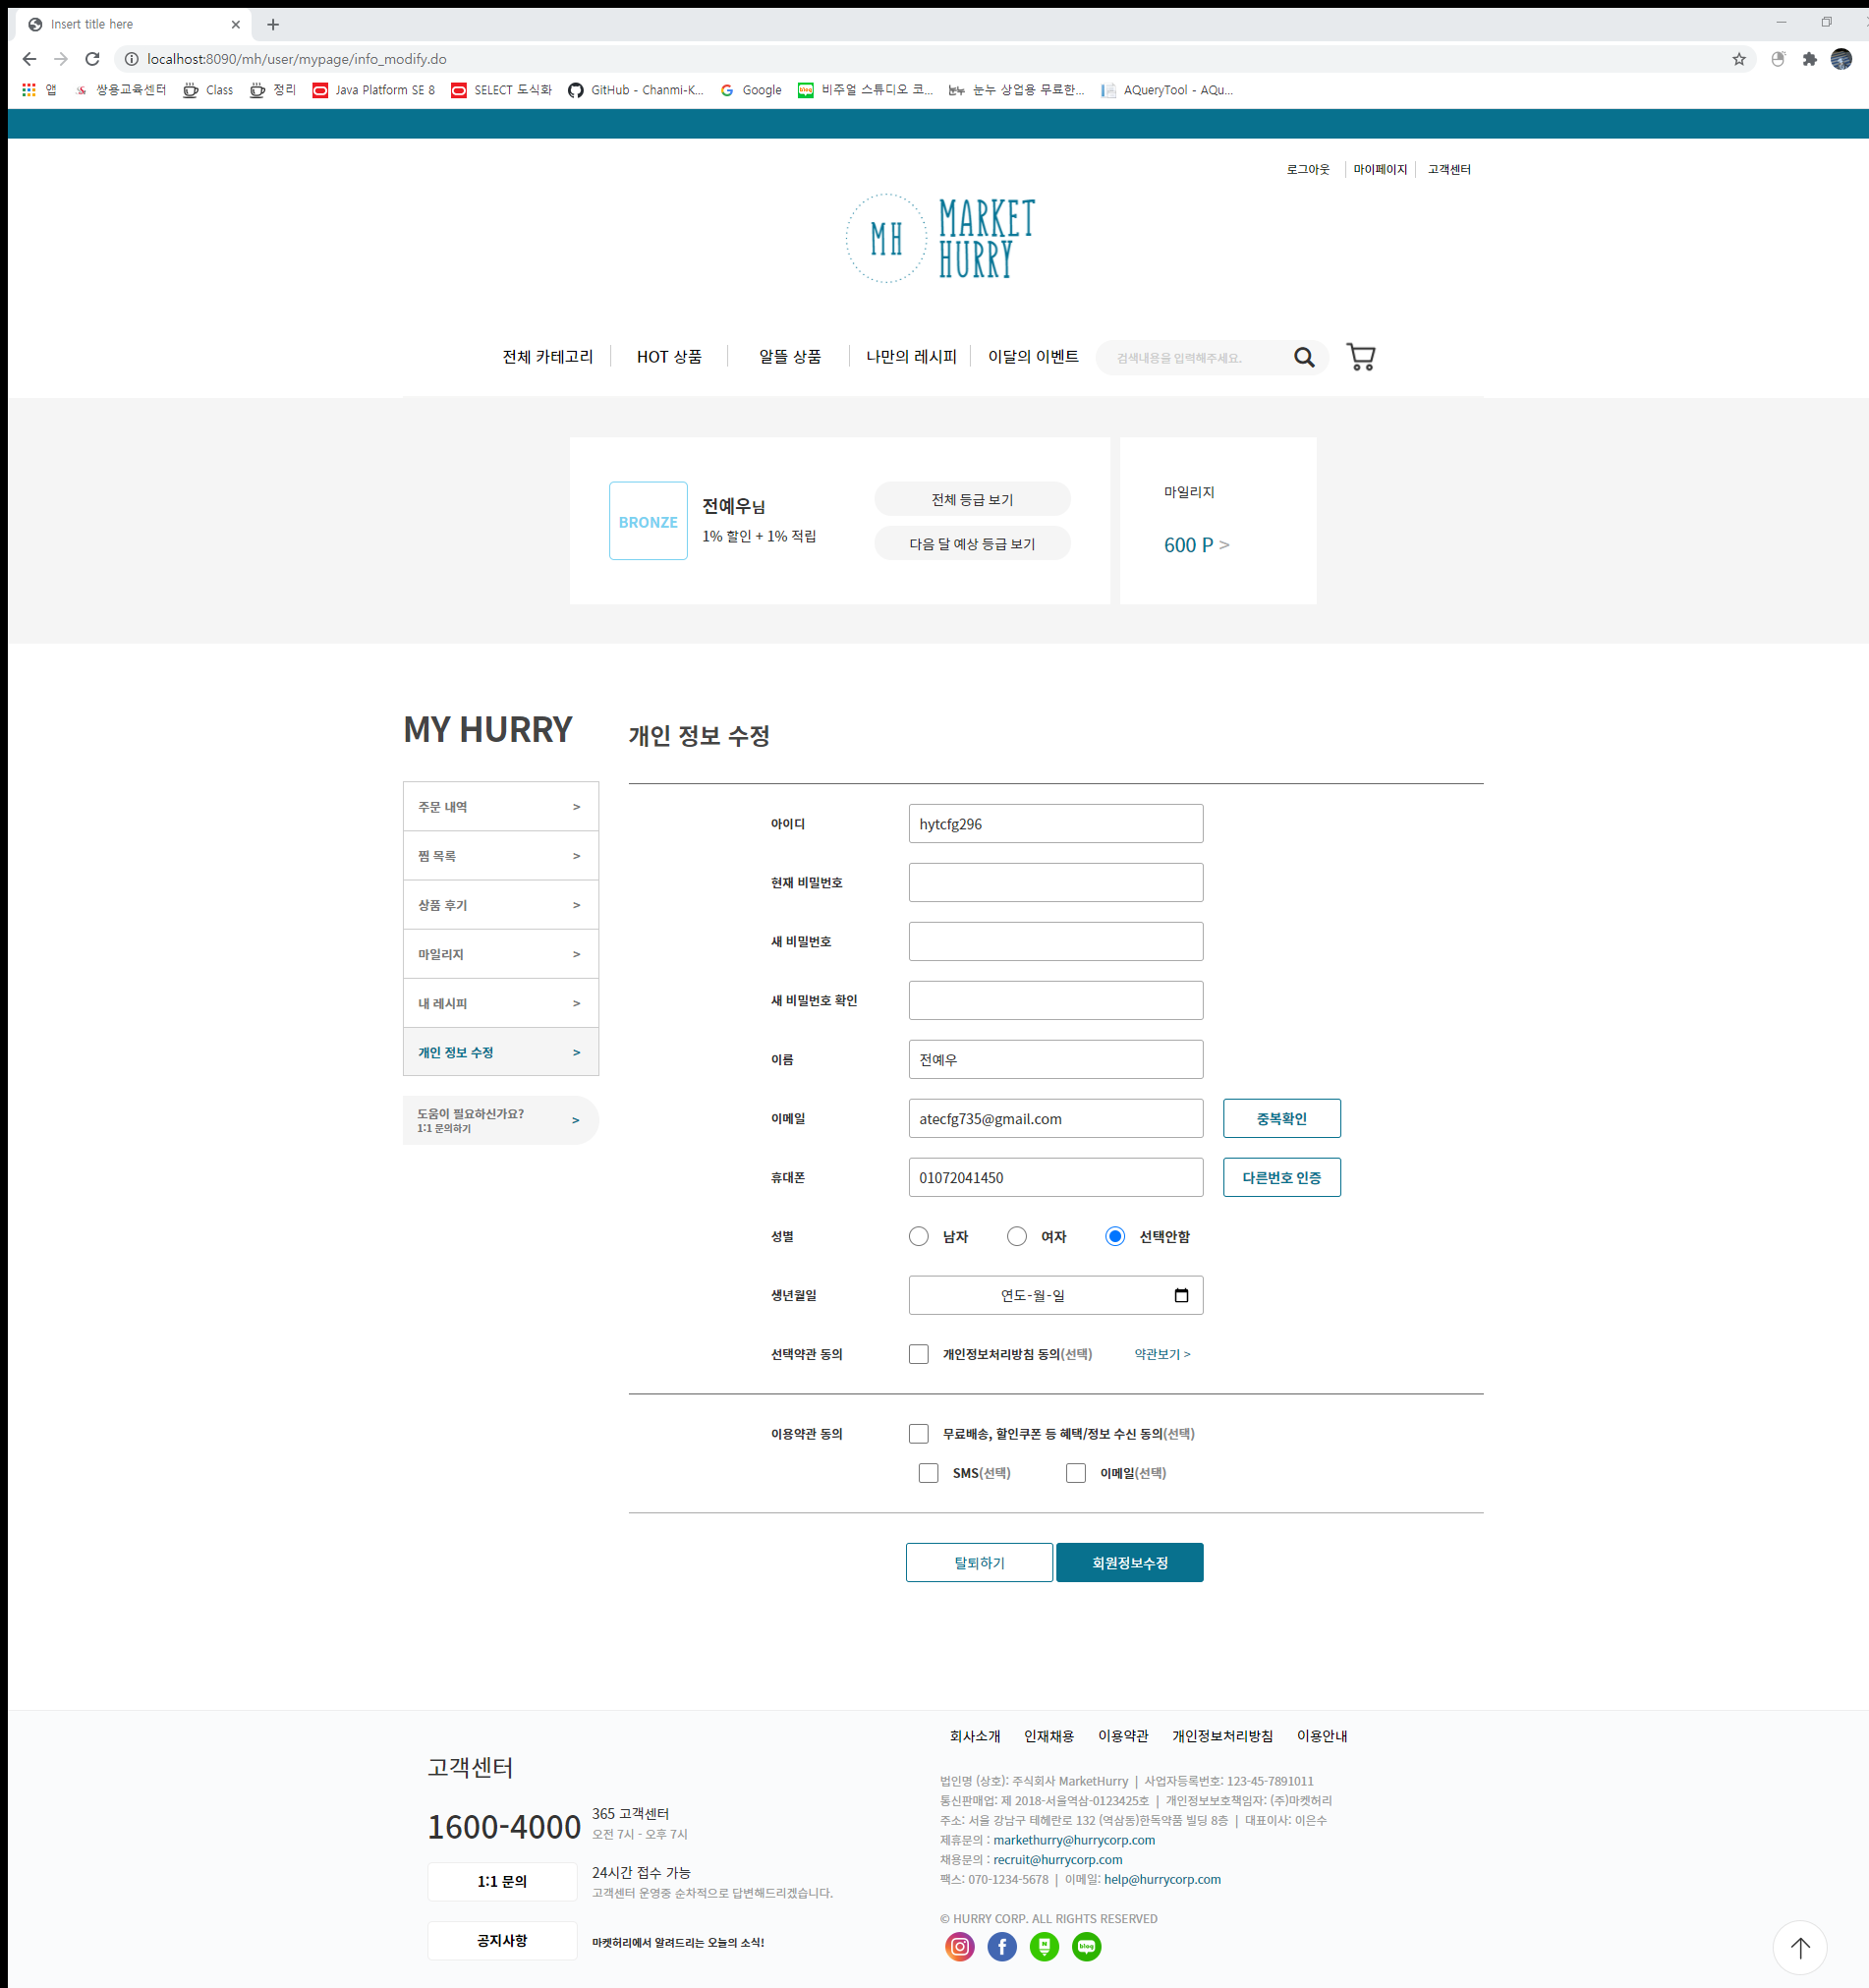 Insert title here
localhost:8090/mh/user/mypage/info_modify.do
앱 쌍용교육센터 Class 정리 Java Platform SE 8 SELECT 도식화 GitHub - Chanmi-K... Google 비주얼 스튜디오 코... 눈누 눈누 상업용 무료한... AQueryTool - AQu...
로그아웃 마이페이지 고객센터
MH MARKET HURRY
전체 카테고리 HOT 상품 알뜰 상품 나만의 레시피 이달의 이벤트 검색내용을 입력해주세요.
BRONZE
전예우님
1% 할인 + 1% 적립
전체 등급 보기
다음 달 예상 등급 보기
마일리지
600 P >
MY HURRY
주문 내역 >
찜 목록 >
상품 후기 >
마일리지 >
내 레시피 >
개인 정보 수정 >
도움이 필요하신가요?
1:1 문의하기 >
개인 정보 수정
아이디 hytcfg296
현재 비밀번호
새 비밀번호
새 비밀번호 확인
이름 전예우
이메일 atecfg735@gmail.com 중복확인
휴대폰 01072041450 다른번호 인증
성별 남자 여자 선택안함
생년월일 연도-월-일
선택약관 동의 개인정보처리방침 동의(선택) 약관보기 >
이용약관 동의 무료배송, 할인쿠폰 등 혜택/정보 수신 동의(선택)
SMS(선택) 이메일(선택)
탈퇴하기 회원정보수정
고객센터
1600-4000 365 고객센터
오전 7시 - 오후 7시
1:1 문의 24시간 접수 가능
고객센터 운영중 순차적으로 답변해드리겠습니다.
공지사항 마켓허리에서 알려드리는 오늘의 소식!
회사소개 인재채용 이용약관 개인정보처리방침 이용안내
법인명 (상호): 주식회사 MarketHurry | 사업자등록번호: 123-45-7891011
통신판매업: 제 2018-서울역삼-0123425호 | 개인정보보호책임자: (주)마켓허리
주소: 서울 강남구 테헤란로 132 (역삼동)한독약품 빌딩 8층 | 대표이사: 이은수
제휴문의 : markethurry@hurrycorp.com
채용문의 : recruit@hurrycorp.com
팩스: 070-1234-5678 | 이메일: help@hurrycorp.com
© HURRY CORP. ALL RIGHTS RESERVED
blog